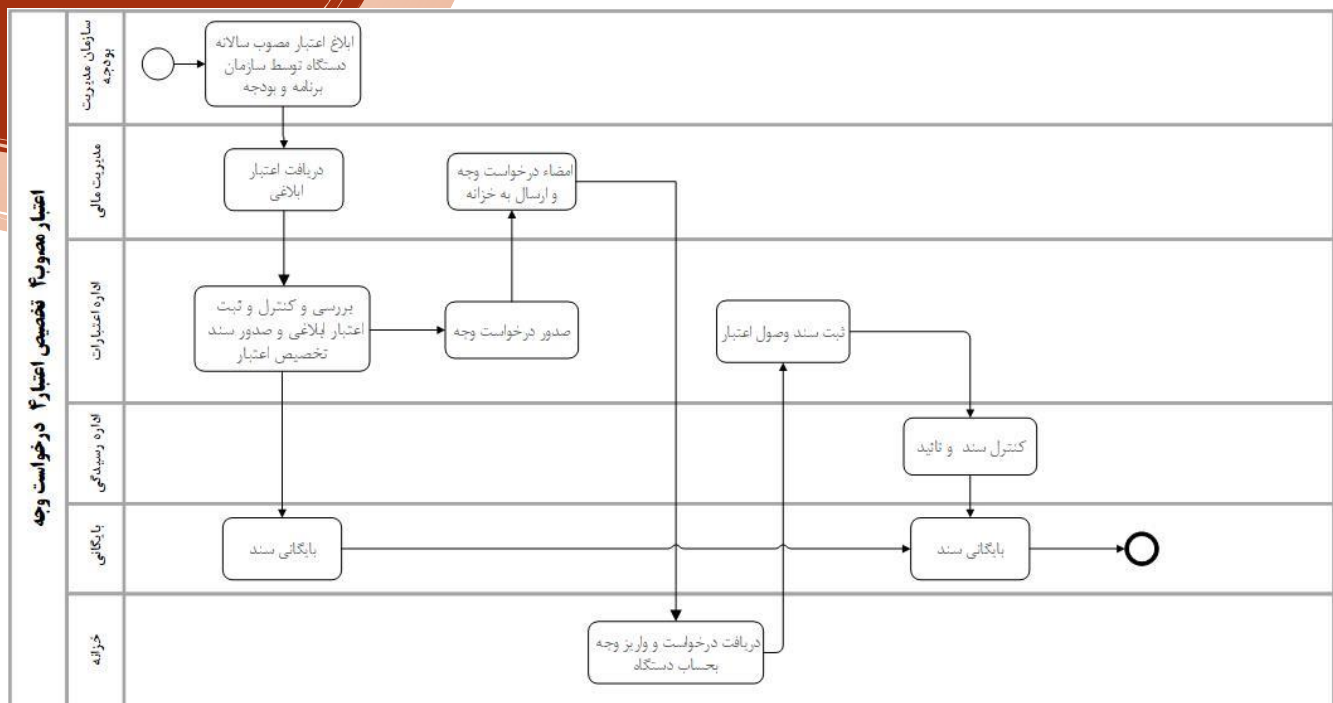 اعتبار مصوب۴ تخصیص اعتبار۴ درخواست وجه
سازمان مدیریت
بودجه
ابلاغ اعتبار مصوب سالانه
دستگاه توسط سازمان
برنامه و بودجه
مدیریت مالی
دریافت اعتبار
ابلاغی
امضاء درخواست وجه
و ارسال به خزانه
اداره اعتبارات
بررسی و کنترل و ثبت
اعتبار ابلاغی و صدور سند
تخصیص اعتبار
صدور درخواست وجه
ثبت سند وصول اعتبار
اداره رسیدگی
کنترل سند و تائید
بایگانی
بایگانی سند
بایگانی سند
خزانه
دریافت درخواست و واریز وجه
بحساب دستگاه